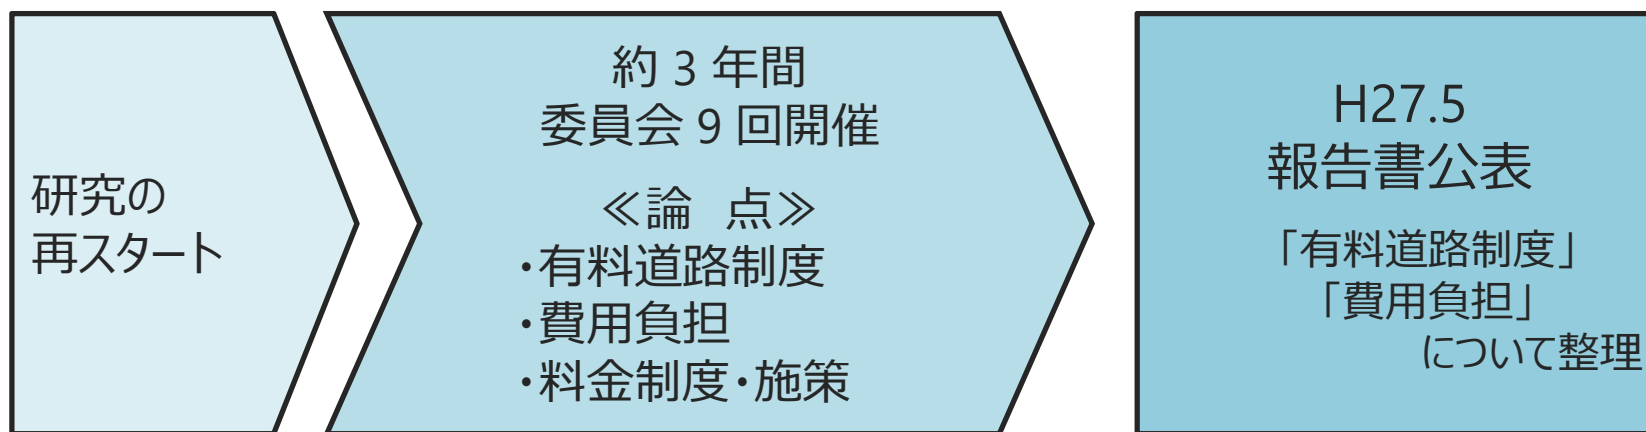 研究の
再スタート
約 3 年間
委員会 9 回開催
≪論　点≫
・有料道路制度
・費用負担
・料金制度・施策
H27.5
報告書公表
「有料道路制度」
「費用負担」
について整理